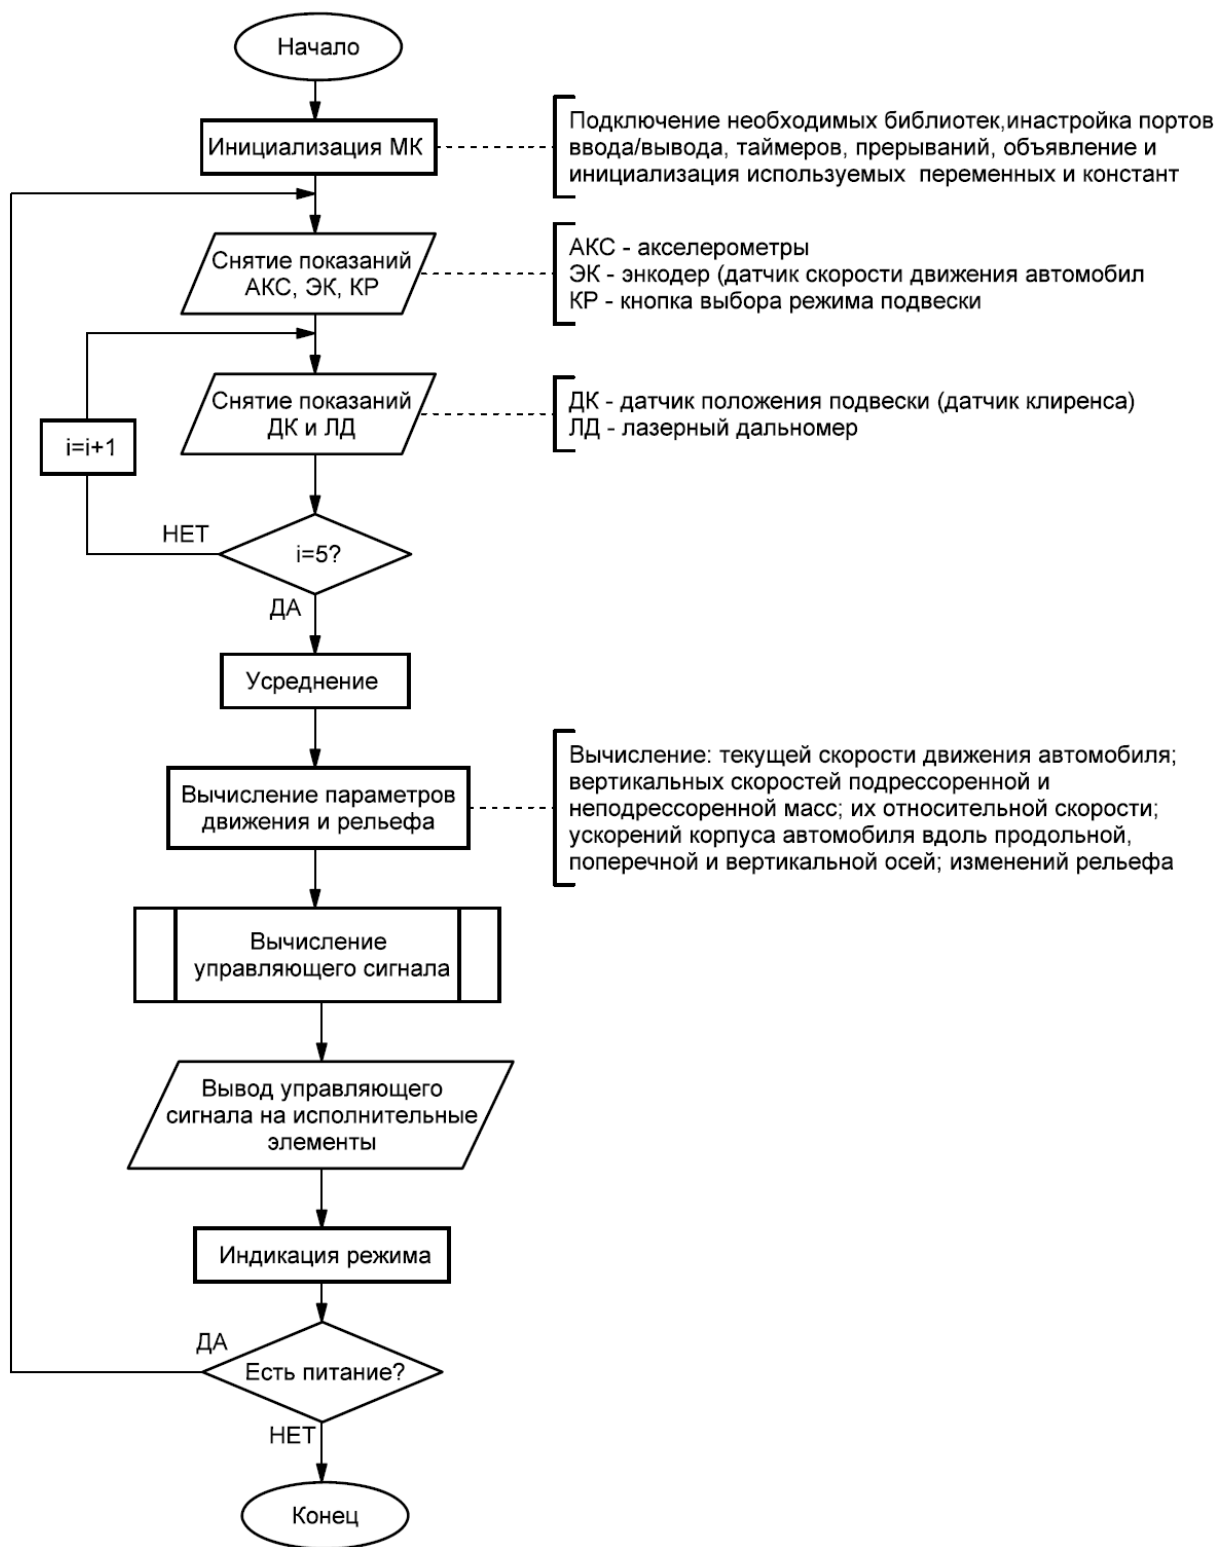 Начало
Инициализация МК
Подключение необходимых библиотек,инастройка портов
ввода/вывода, таймеров, прерываний, объявление и
инициализация используемых переменных и констант
Снятие показаний
АКС, ЭК, КР
АКС - акселерометры
ЭК - энкодер (датчик скорости движения автомобил
КР - кнопка выбора режима подвески
Снятие показаний
ДК и ЛД
ДК - датчик положения подвески (датчик клиренса)
ЛД - лазерный дальномер
i=i+1
НЕТ
i=5?
ДА
Усреднение
Вычисление параметров
движения и рельефа
Вычисление: текущей скорости движения автомобиля;
вертикальных скоростей подрессоренной и
неподрессоренной масс; их относительной скорости;
ускорений корпуса автомобиля вдоль продольной,
поперечной и вертикальной осей; изменений рельефа
Вычисление
управляющего сигнала
Вывод управляющего
сигнала на исполнительные
элементы
Индикация режима
ДА
Есть питание?
НЕТ
Конец